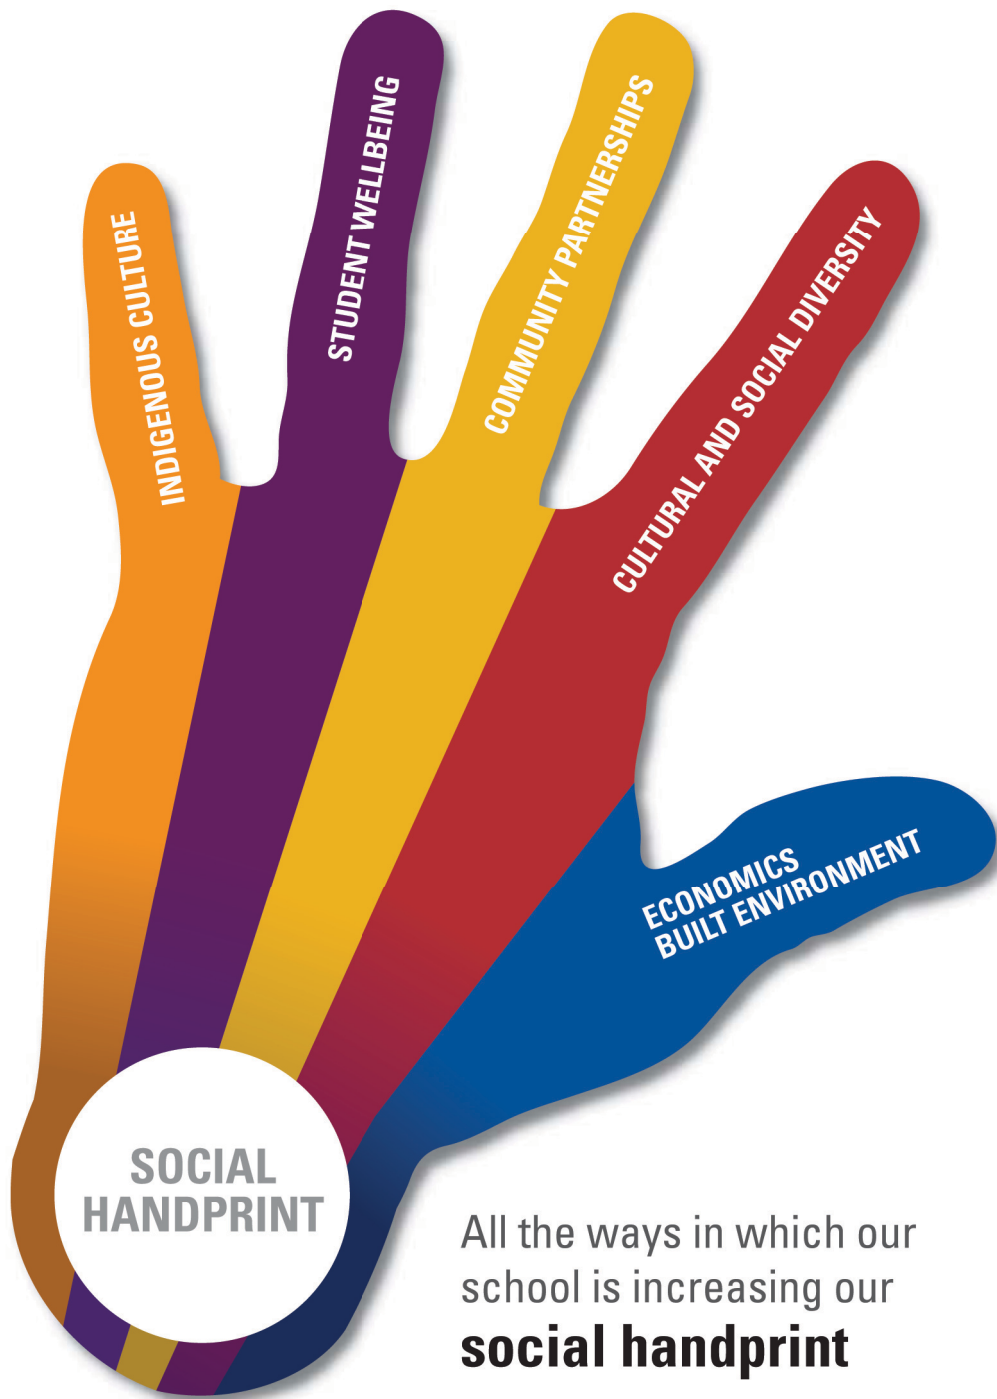 INDIGENOUS CULTURE
STUDENT WELLBEING
COMMUNITY PARTNERSHIPS
CULTURAL AND SOCIAL DIVERSITY
ECONOMICS
BUILT ENVIRONMENT
SOCIAL
HANDPRINT
All the ways in which our
school is increasing our
social handprint